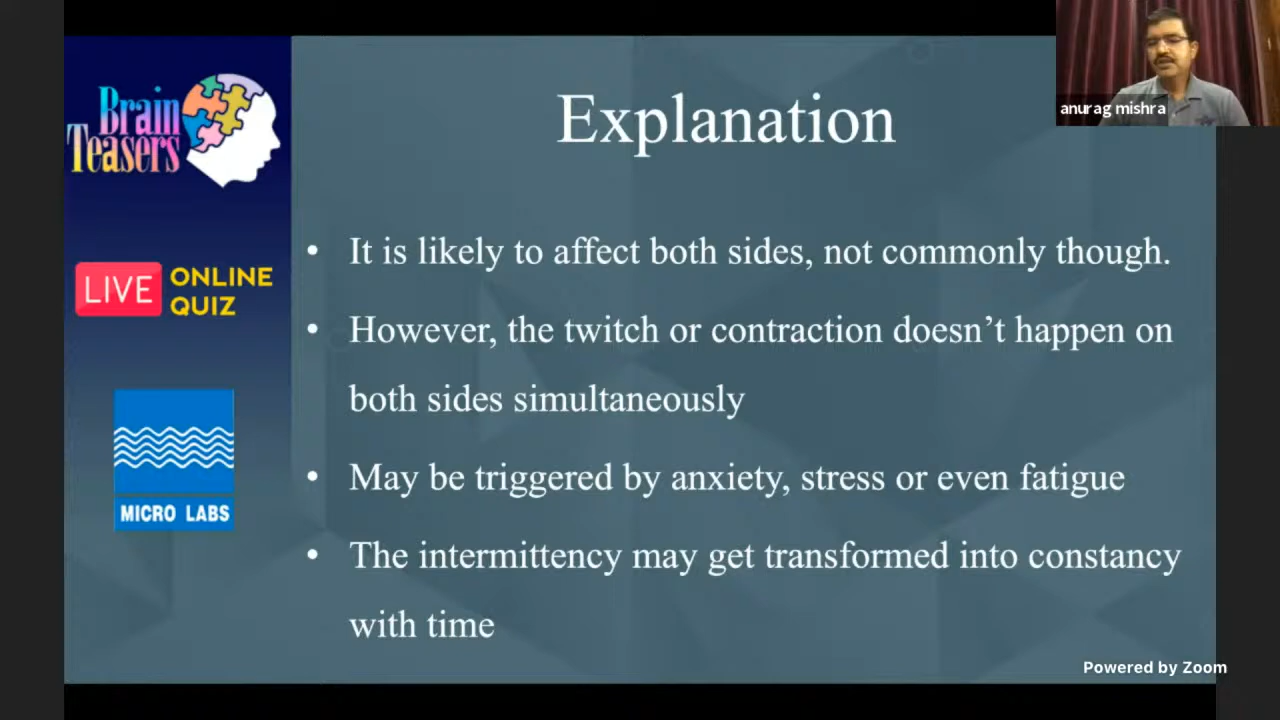 Brain
Teasers
LIVE
ONLINE
QUIZ
MICRO LABS
Explanation
• It is likely to affect both sides, not commonly though.
• However, the twitch or contraction doesn't happen on
both sides simultaneously
• May be triggered by anxiety, stress or even fatigue
• The intermittency may get transformed into constancy
with time
anurag mishra
Powered by Zoom